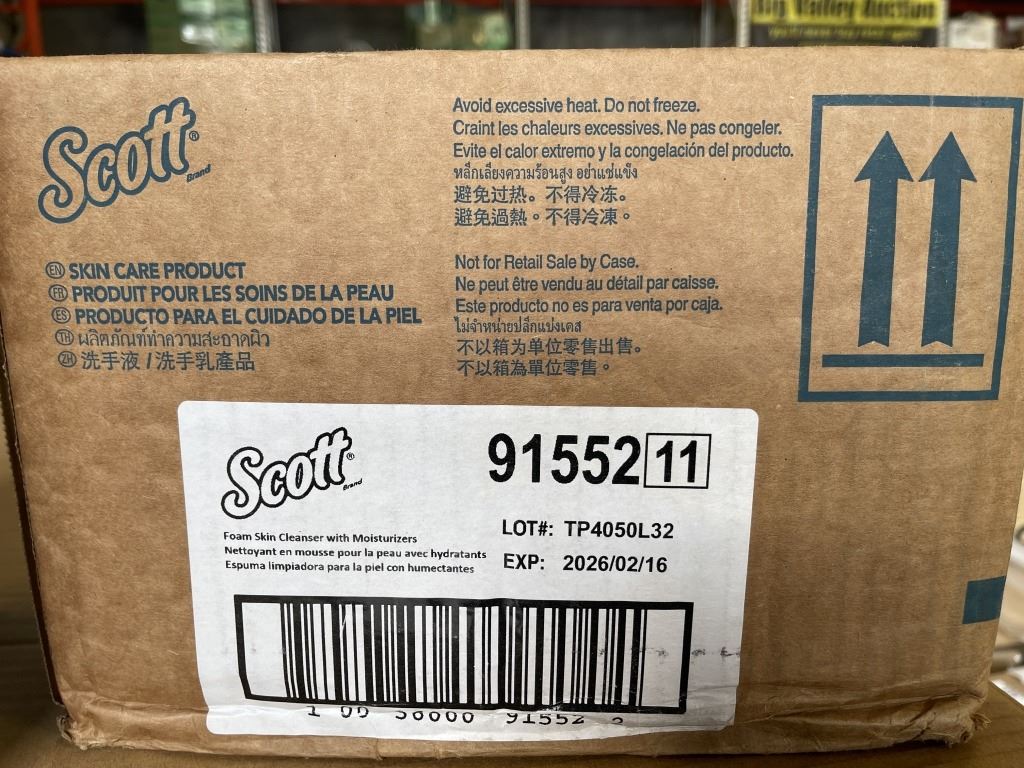 Big Valley Auction
Scott®
Brand
Avoid excessive heat. Do not freeze.
Craint les chaleurs excessives. Ne pas congeler.
Evite el calor extremo y la congelación del producto.
หลีกเลี่ยงความร้อนสูง อย่าแช่แข็ง
避免过热。不得冷冻。
避免過熱。不得冷凍。
EN SKIN CARE PRODUCT
FR PRODUIT POUR LES SOINS DE LA PEAU
ES PRODUCTO PARA EL CUIDADO DE LA PIEL
TH ผลิตภัณฑ์ทำความสะอาดผิว
ZH 洗手液 / 洗手乳產品
Not for Retail Sale by Case.
Ne peut être vendu au détail par caisse.
Este producto no es para venta por caja.
ไม่จำหน่ายปลีกแบ่งเคส
不以箱为单位零售出售。
不以箱為單位零售。
Scott®
Brand
91552 11
Foam Skin Cleanser with Moisturizers
Nettoyant en mousse pour la peau avec hydratants
Espuma limpiadora para la piel con humectantes
LOT#: TP4050L32
EXP: 2026/02/16
91552